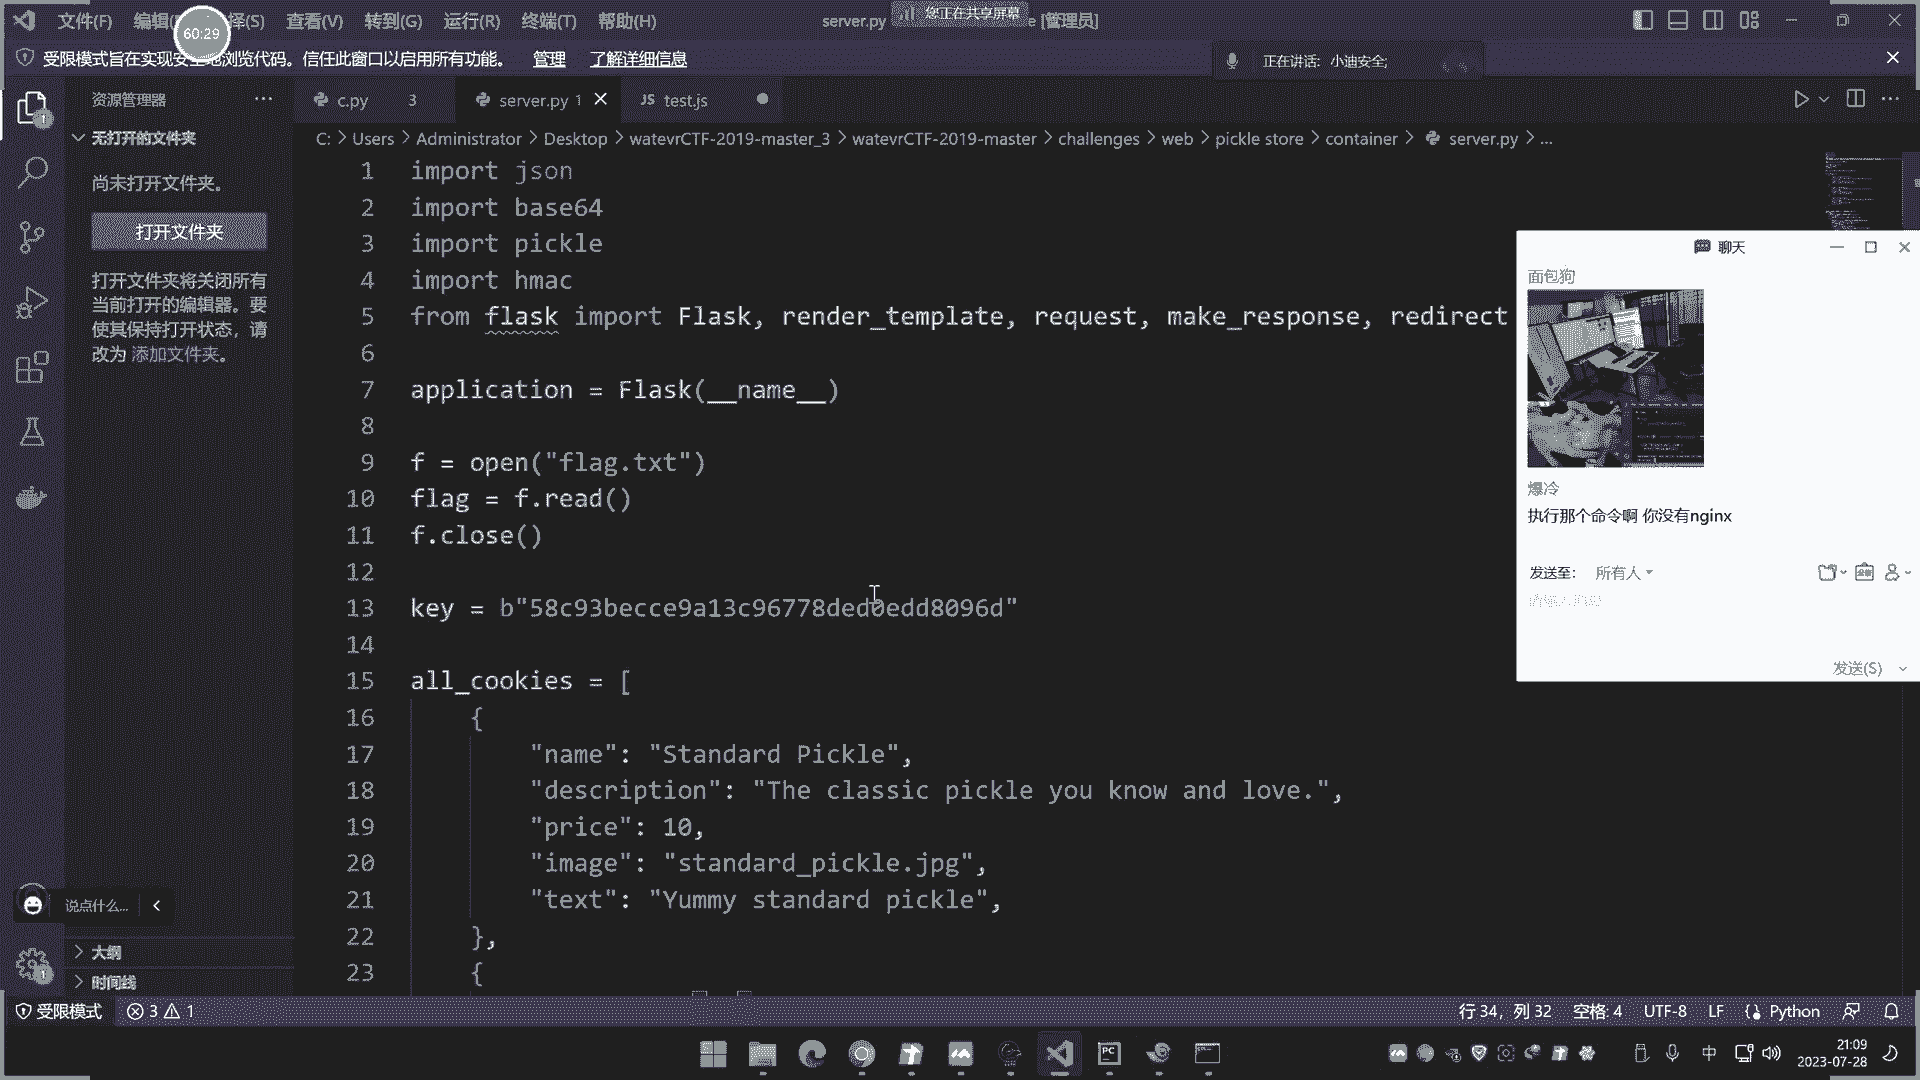 文件(F) 编辑 择(S) 查看(V) 转到(G) 运行(R) 终端(T) 帮助(H) server.py 您正在共享屏幕 e [管理员]
60:29
受限模式旨在实现安全地浏览代码。信任此窗口以启用所有功能。 管理 了解详细信息
正在讲话: 小迪安全;
资源管理器 ···
c.py 3 server.py 1 JS test.js
无打开的文件夹
C: > Users > Administrator > Desktop > watevrCTF-2019-master_3 > watevrCTF-2019-master > challenges > web > pickle store > container > server.py > ...
尚未打开文件夹。
打开文件夹
打开文件夹将关闭所有
当前打开的编辑器。要
使其保持打开状态，请
改为 添加文件夹。
1 import json
2 import base64
3 import pickle
4 import hmac
5 from flask import Flask, render_template, request, make_response, redirect
6
7 application = Flask(__name__)
8
9 f = open("flag.txt")
10 flag = f.read()
11 f.close()
12
13 key = b"58c93becce9a13c96778ded0edd8096d"
14
15 all_cookies = [
16 {
17 "name": "Standard Pickle",
18 "description": "The classic pickle you know and love.",
19 "price": 10,
20 "image": "standard_pickle.jpg",
21 "text": "Yummy standard pickle",
22 },
23 {
聊天
面包狗
爆冷
执行那个命令啊 你没有nginx
发送至: 所有人
发送(S)
说点什么...
大纲
时间线
受限模式 3 1
行 34，列 32 空格: 4 UTF-8 LF Python
中
21:09
2023-07-28